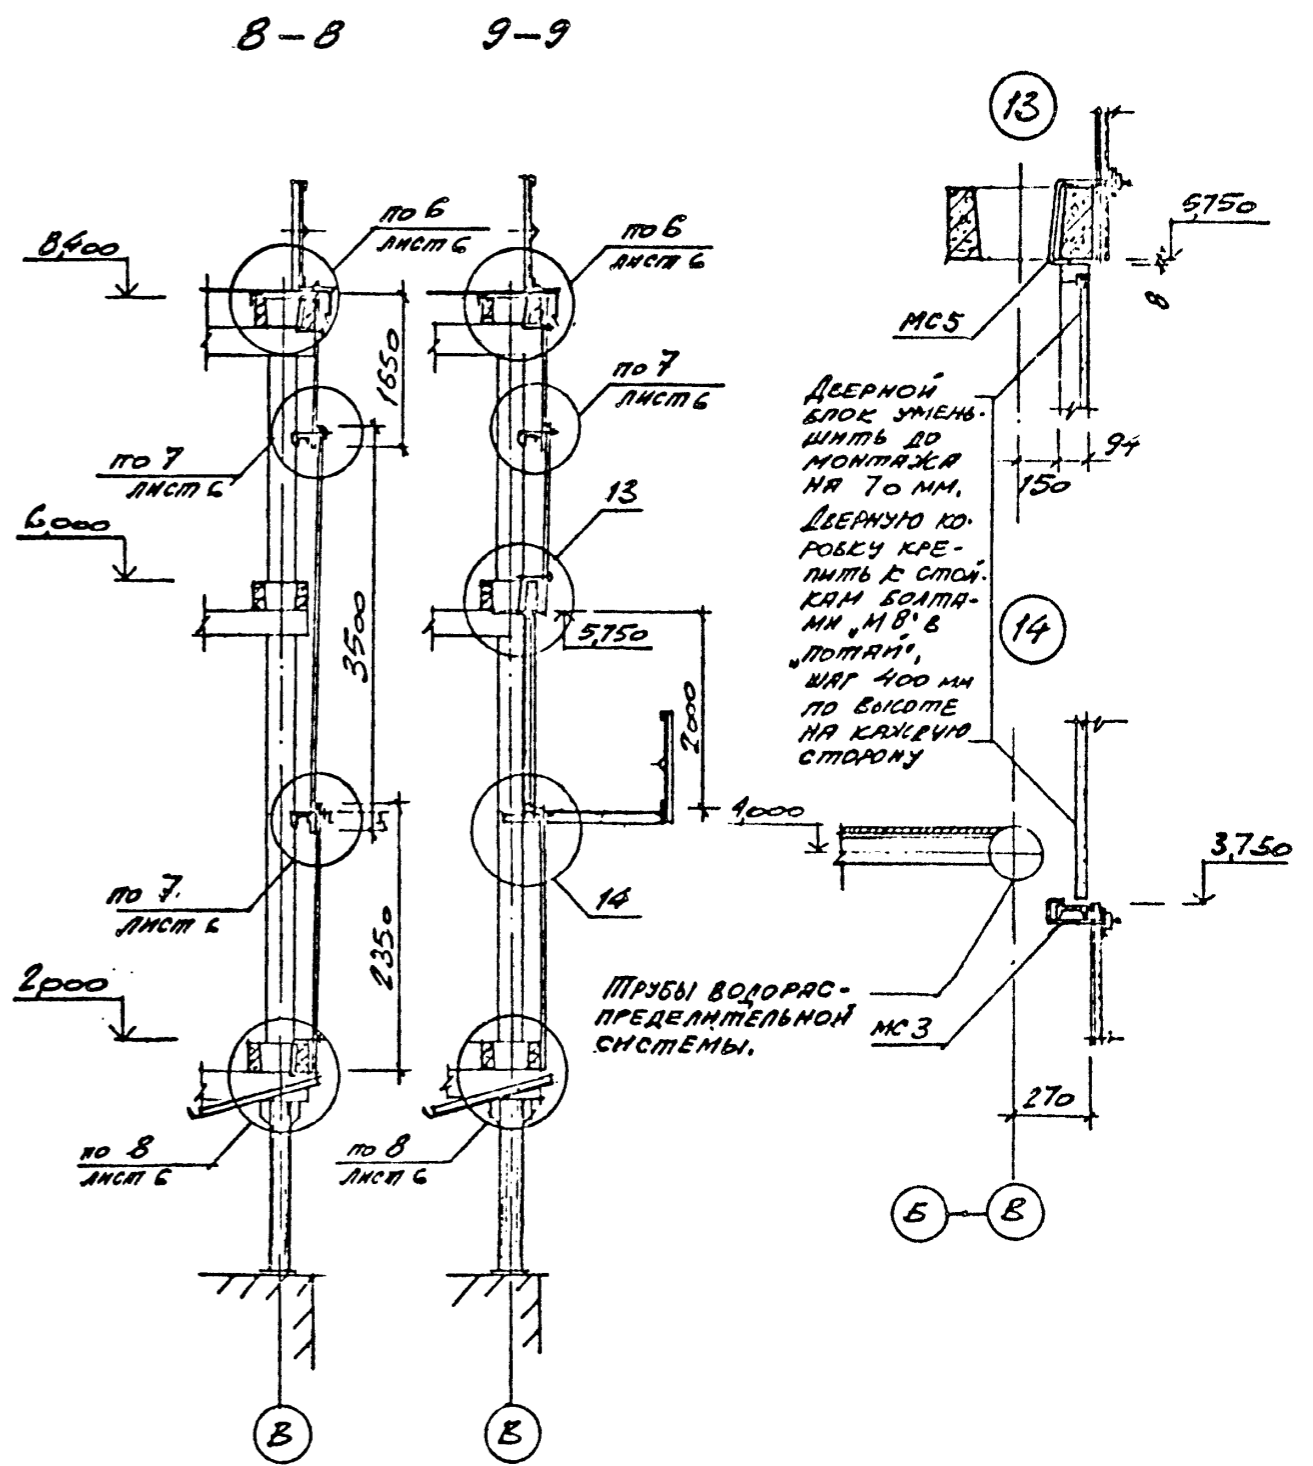 8-8
9-9
13
по 6
лист 6
по 6
лист 6
8,400
5,750
8
МС5
1650
по 7
лист 6
по 7
лист 6
Дверной
блок умень-
шить до
монтажа
на 70 мм.
Дверную ко-
робку кре-
пить к стой-
кам болта-
ми „М8" в
„потай",
шаг 400 мм
по высоте
на каждую
сторону
94
150
13
6,000
3500
5,750
14
2000
4,000
3,750
по 7
лист 6
14
2350
2,000
Трубы водорас-
пределительной
системы.
МС3
270
по 8
лист 6
по 8
лист 6
Б
В
В
В